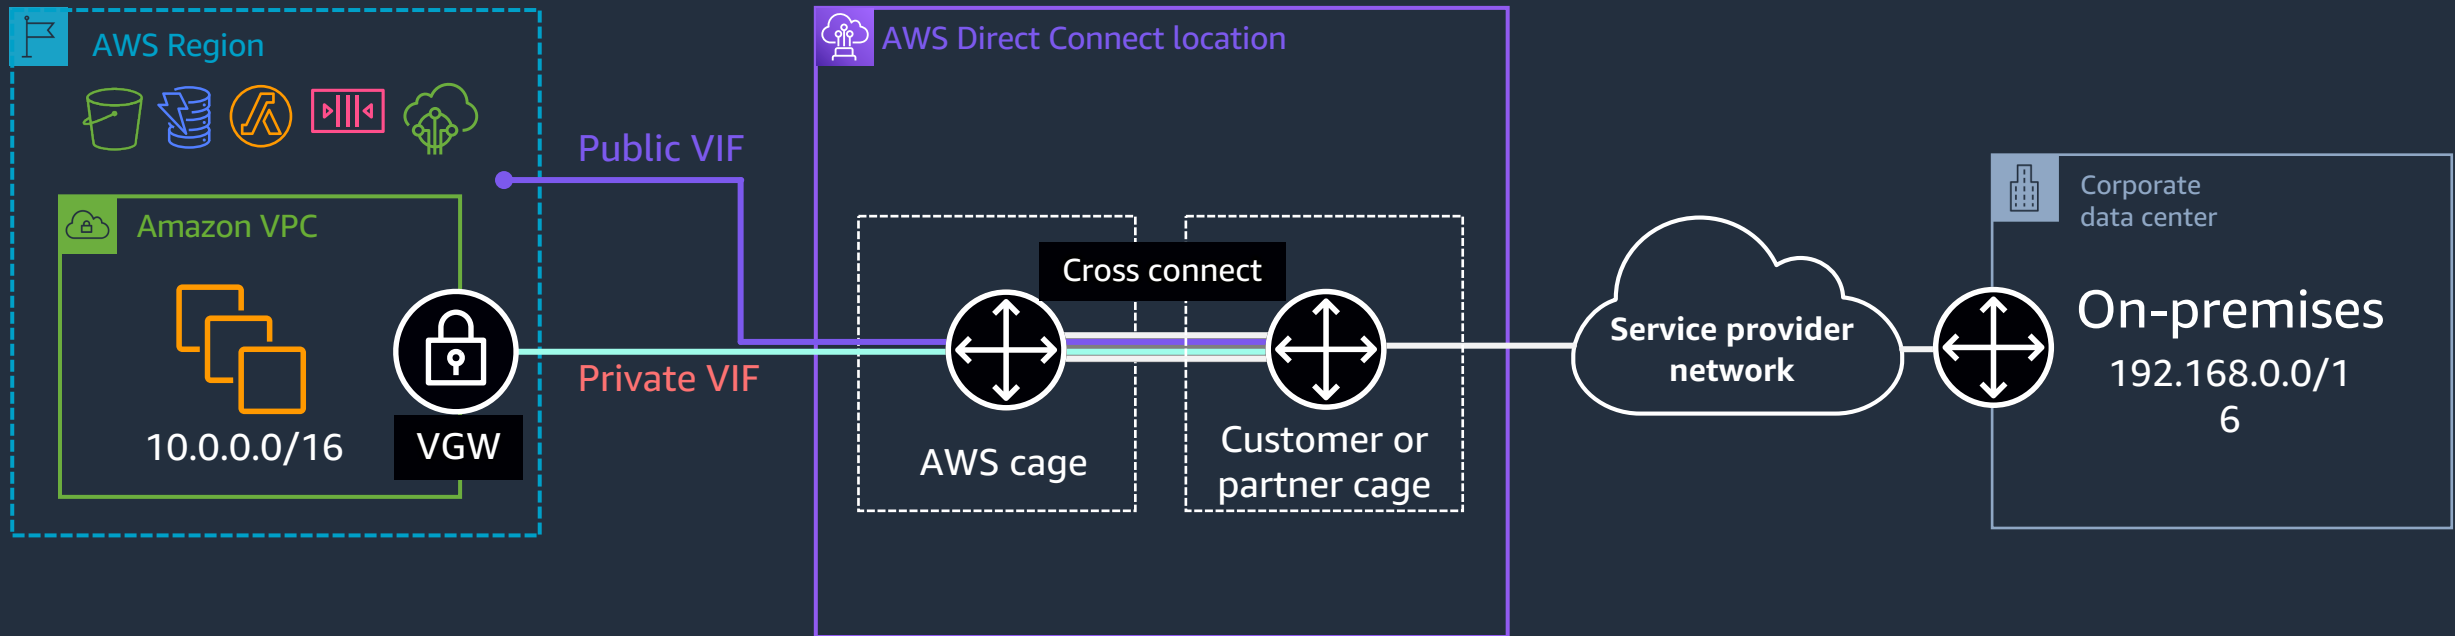 AWS Region
AWS Direct Connect location
Public VIF
Corporate
data center
Amazon VPC
Cross connect
On-premises
Service provider
network
192.168.0.0/1
6
Private VIF
10.0.0.0/16
VGW
AWS cage
Customer or
partner cage